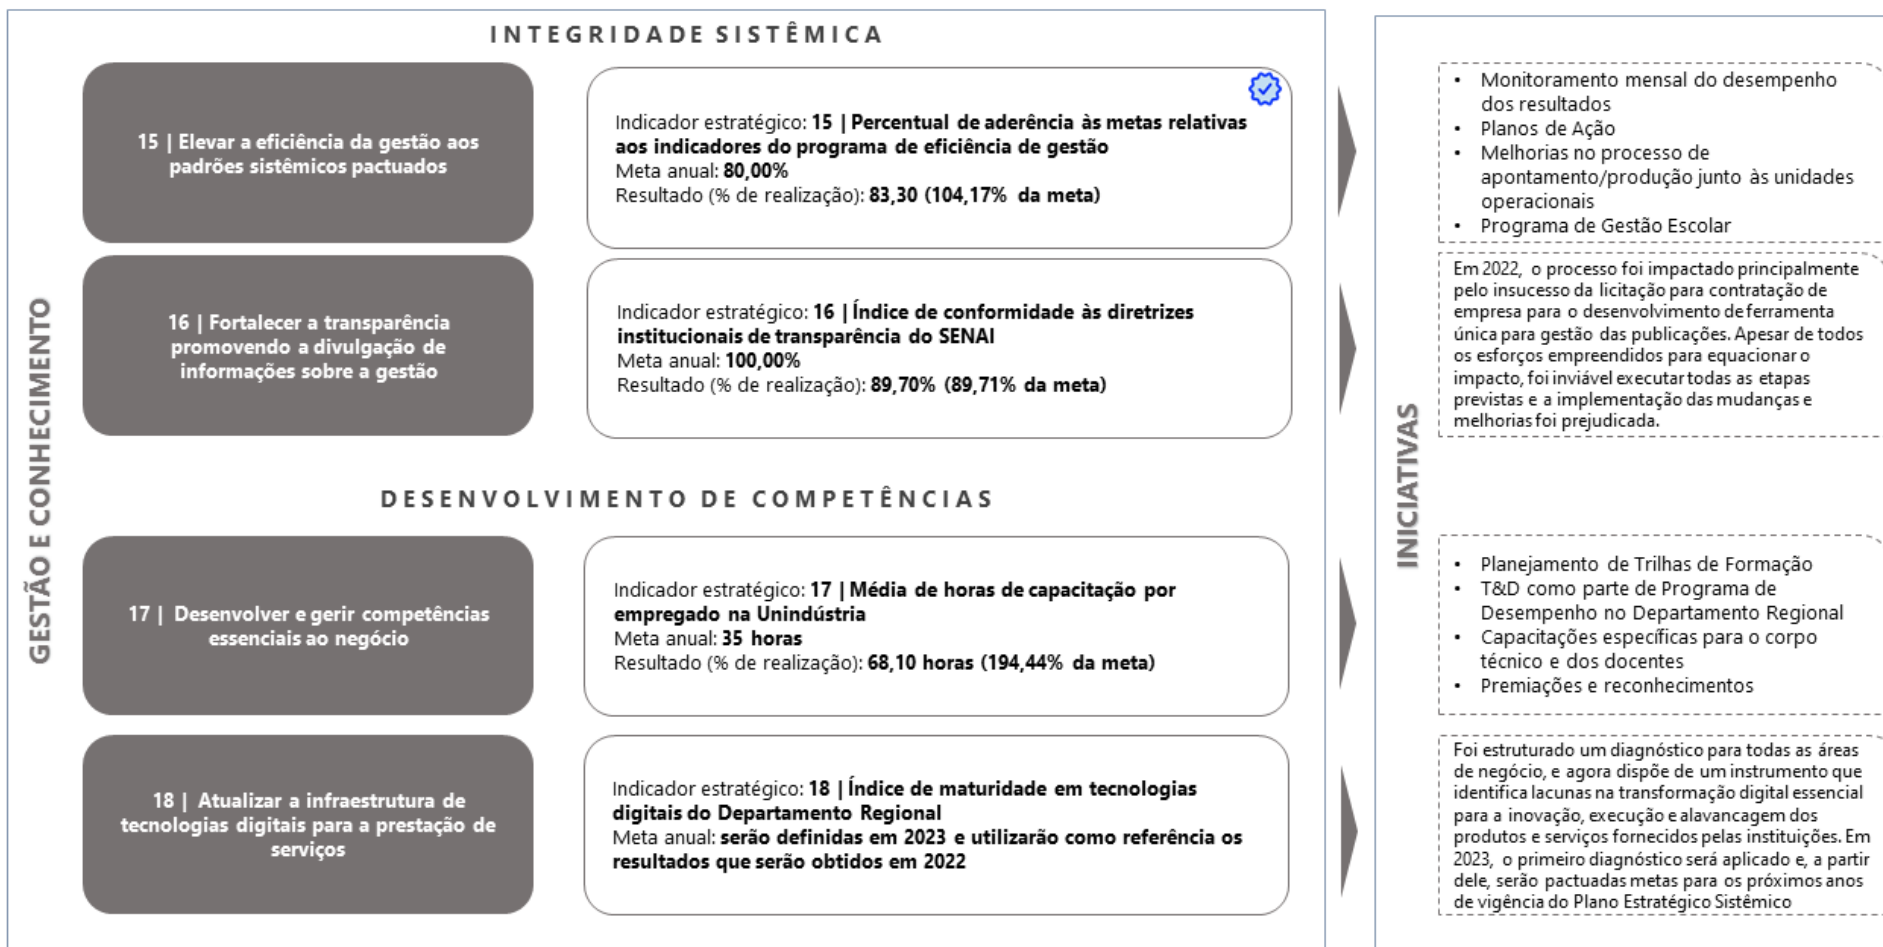 GESTÃO E CONHECIMENTO
INTEGRIDADE SISTÊMICA
15 | Elevar a eficiência da gestão aos
padrões sistêmicos pactuados
Indicador estratégico: 15 | Percentual de aderência às metas relativas
aos indicadores do programa de eficiência de gestão
Meta anual: 80,00%
Resultado (% de realização): 83,30 (104,17% da meta)
16 | Fortalecer a transparência
promovendo a divulgação de
informações sobre a gestão
Indicador estratégico: 16 | Índice de conformidade às diretrizes
institucionais de transparência do SENAI
Meta anual: 100,00%
Resultado (% de realização): 89,70% (89,71% da meta)
DESENVOLVIMENTO DE COMPETÊNCIAS
17 | Desenvolver e gerir competências
essenciais ao negócio
Indicador estratégico: 17 | Média de horas de capacitação por
empregado na Unindústria
Meta anual: 35 horas
Resultado (% de realização): 68,10 horas (194,44% da meta)
18 | Atualizar a infraestrutura de
tecnologias digitais para a prestação de
serviços
Indicador estratégico: 18 | Índice de maturidade em tecnologias
digitais do Departamento Regional
Meta anual: serão definidas em 2023 e utilizarão como referência os
resultados que serão obtidos em 2022
INICIATIVAS
• Monitoramento mensal do desempenho
dos resultados
• Planos de Ação
• Melhorias no processo de
apontamento/produção junto às unidades
operacionais
• Programa de Gestão Escolar
Em 2022, o processo foi impactado principalmente
pelo insucesso da licitação para contratação de
empresa para o desenvolvimento de ferramenta
única para gestão das publicações. Apesar de todos
os esforços empreendidos para equacionar o
impacto, foi inviável executar todas as etapas
previstas e a implementação das mudanças e
melhorias foi prejudicada.
• Planejamento de Trilhas de Formação
• T&D como parte de Programa de
Desempenho no Departamento Regional
• Capacitações específicas para o corpo
técnico e dos docentes
• Premiações e reconhecimentos
Foi estruturado um diagnóstico para todas as áreas
de negócio, e agora dispõe de um instrumento que
identifica lacunas na transformação digital essencial
para a inovação, execução e alavancagem dos
produtos e serviços fornecidos pelas instituições. Em
2023, o primeiro diagnóstico será aplicado e, a partir
dele, serão pactuadas metas para os próximos anos
de vigência do Plano Estratégico Sistêmico